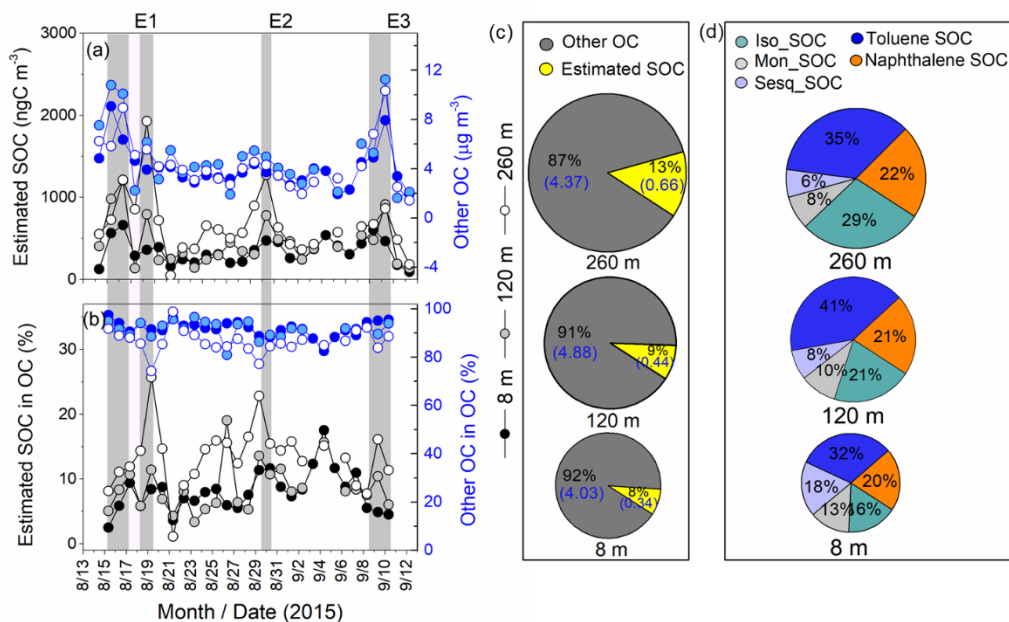 E1 E2 E3
(a)
Estimated SOC (ngC m⁻³)
3000
2500
2000
1500
1000
500
0
Other OC (µg m⁻³)
12
8
4
0
-4
(b)
Estimated SOC in OC (%)
30
20
10
0
Other OC in OC (%)
100
80
60
40
20
0
8/13
8/15
8/17
8/19
8/21
8/23
8/25
8/27
8/29
8/31
9/2
9/4
9/6
9/8
9/10
9/12
Month / Date (2015)
8 m
120 m
260 m
(c)
Other OC
Estimated SOC
87%
(4.37)
13%
(0.66)
260 m
91%
(4.88)
9%
(0.44)
120 m
92%
(4.03)
8%
(0.34)
8 m
(d)
Iso_SOC Toluene SOC
Mon_SOC Naphthalene SOC
Sesq_SOC
35%
22%
6%
8%
29%
260 m
41%
21%
8%
10%
21%
120 m
32%
20%
18%
13%
16%
8 m